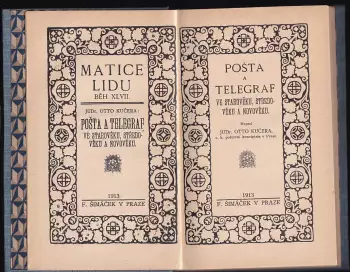 MATICE
LIDU
BĚH XLVII.
JUDr. OTTO KUČERA:
POŠTA A TELEGRAF
VE STAROVĚKU, STŘEDO-
VĚKU A NOVOVĚKU.
1913
F. ŠIMÁČEK V PRAZE
POŠTA
A
TELEGRAF
VE STAROVĚKU, STŘEDO-
VĚKU A NOVOVĚKU.
Napsal
JUDr. OTTO KUČERA,
1913
F. ŠIMÁČEK V PRAZE